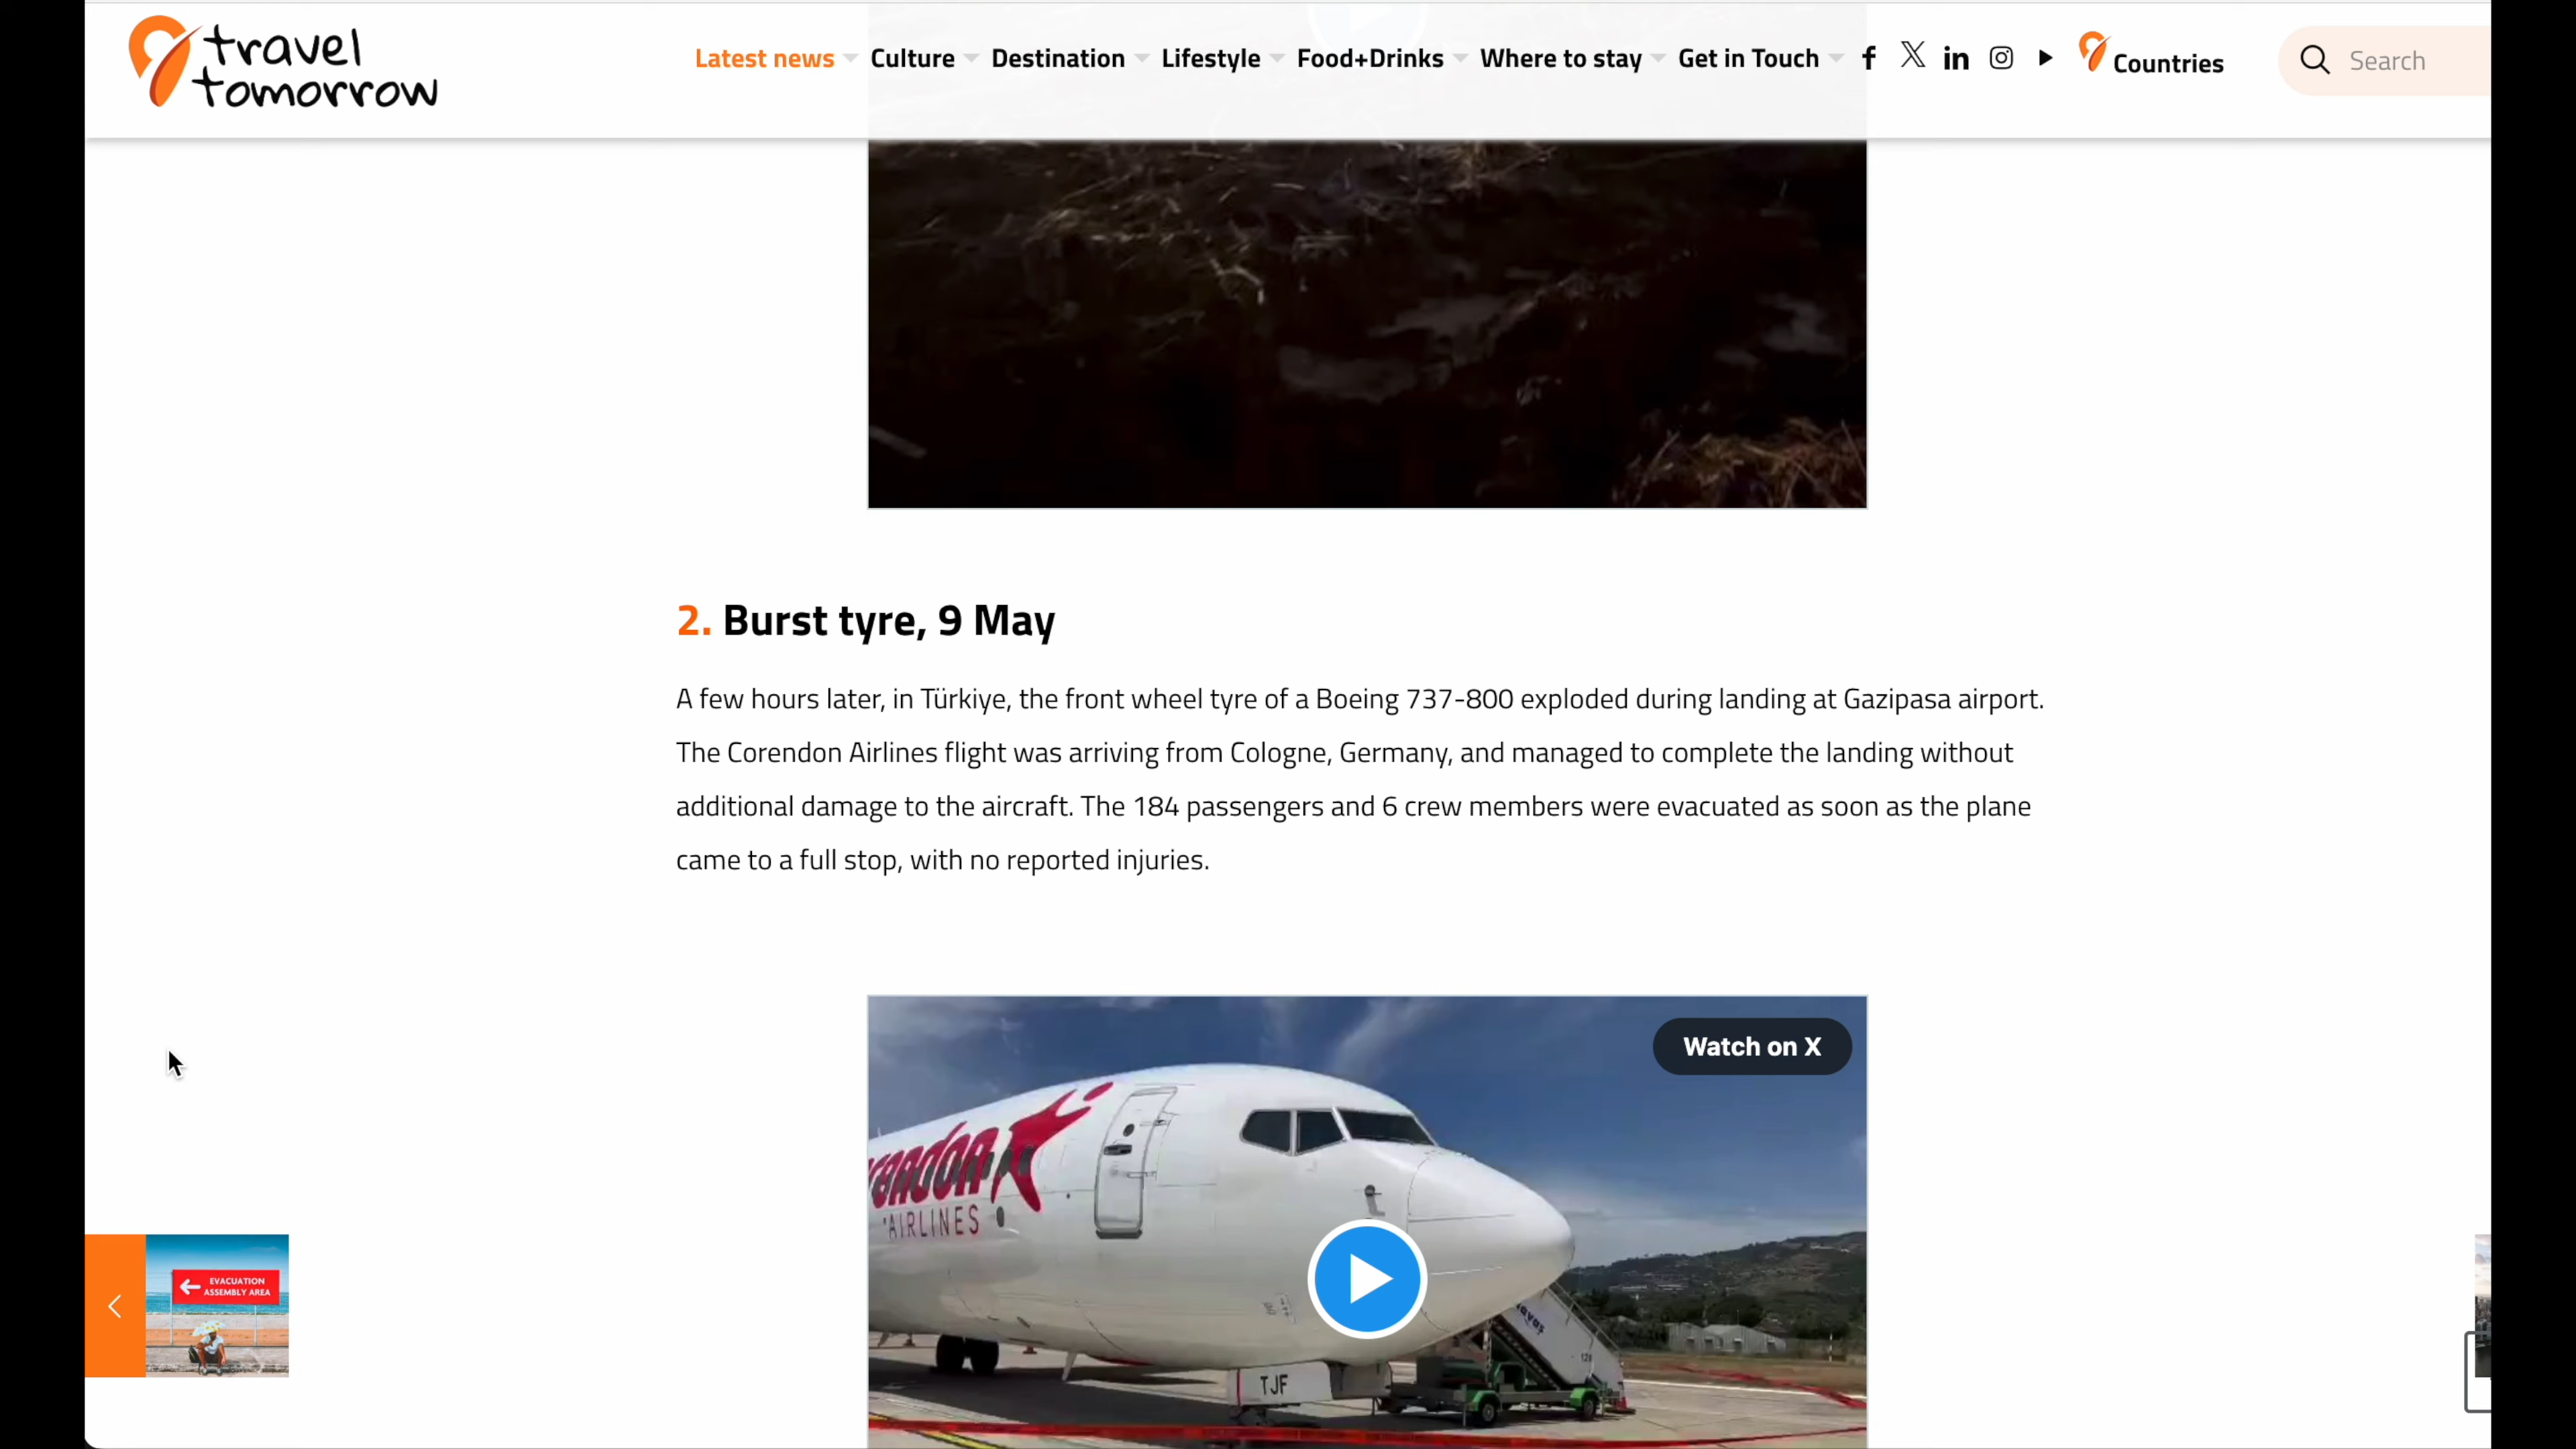 travel
tomorrow
Latest news Culture Destination Lifestyle Food+Drinks Where to stay Get in Touch Countries Search
2. Burst tyre, 9 May
A few hours later, in Türkiye, the front wheel tyre of a Boeing 737-800 exploded during landing at Gazipasa airport.
The Corendon Airlines flight was arriving from Cologne, Germany, and managed to complete the landing without
additional damage to the aircraft. The 184 passengers and 6 crew members were evacuated as soon as the plane
came to a full stop, with no reported injuries.
Watch on X
rendon
AIRLINES
TJF
EVACUATION
ASSEMBLY AREA